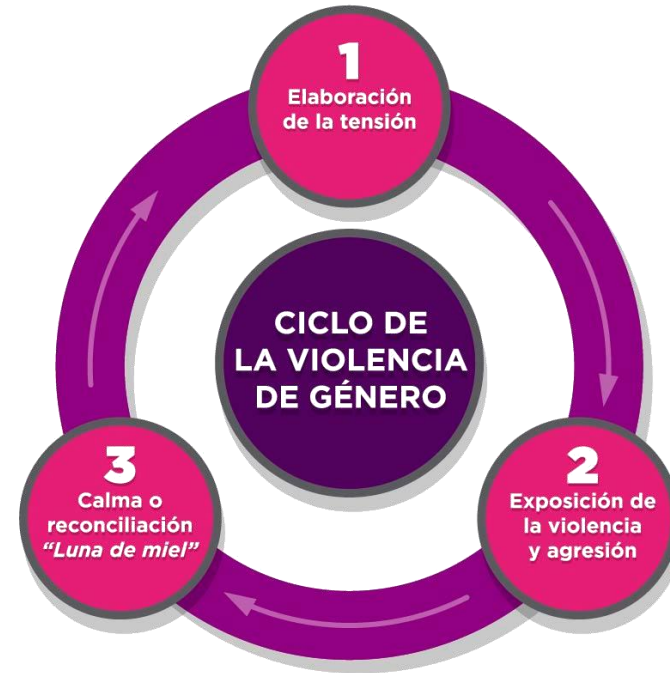 1
Elaboración
de la tensión
CICLO DE
LA VIOLENCIA
DE GÉNERO
2
Exposición de
la violencia
y agresión
3
Calma o
reconciliación
“Luna de miel”